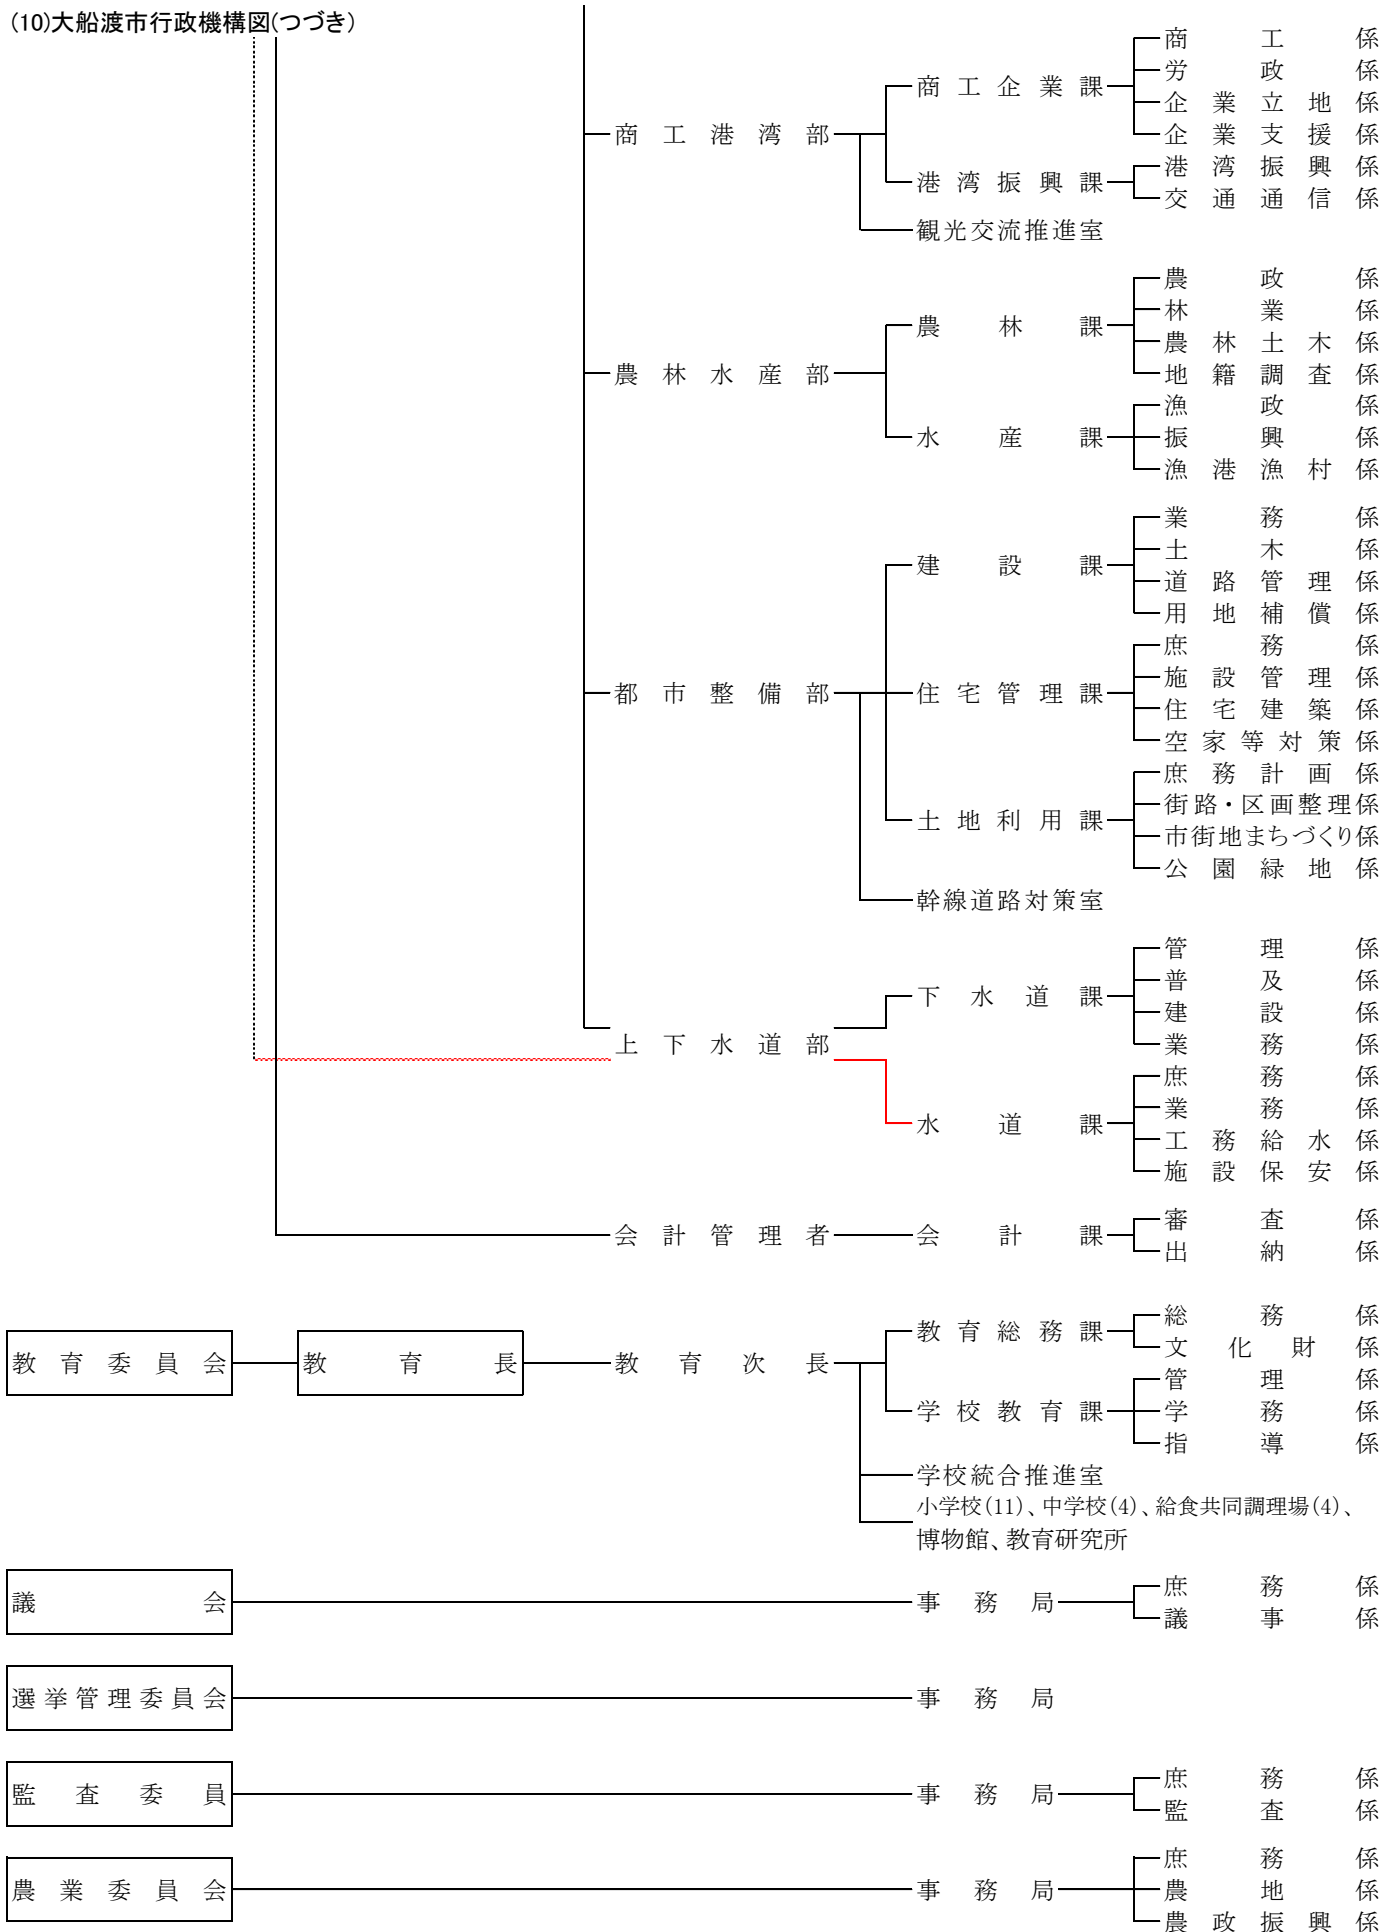 (10)大船渡市行政機構図(つづき)
商工港湾部
商工企業課
商工係
労政係
企業立地係
企業支援係
港湾振興課
港湾振興係
交通通信係
観光交流推進室
農林水産部
農林課
農政係
林業係
農林土木係
地籍調査係
水産課
漁政係
振興係
漁港漁村係
都市整備部
建設課
業務係
土木係
道路管理係
用地補償係
住宅管理課
庶務係
施設管理係
住宅建築係
空家等対策係
土地利用課
庶務計画係
街路・区画整理係
市街地まちづくり係
公園緑地係
幹線道路対策室
上下水道部
下水道課
管理係
普及係
建設係
業務係
水道課
庶務係
業務係
工務給水係
施設保安係
会計管理者
会計課
審査係
出納係
教育委員会
教育長
教育次長
教育総務課
総務係
文化財係
学校教育課
管理係
学務係
指導係
学校統合推進室
小学校(11)、中学校(4)、給食共同調理場(4)、
博物館、教育研究所
議会
事務局
庶務係
議事係
選挙管理委員会
事務局
監査委員
事務局
庶務係
監査係
農業委員会
事務局
庶務係
農地係
農政振興係